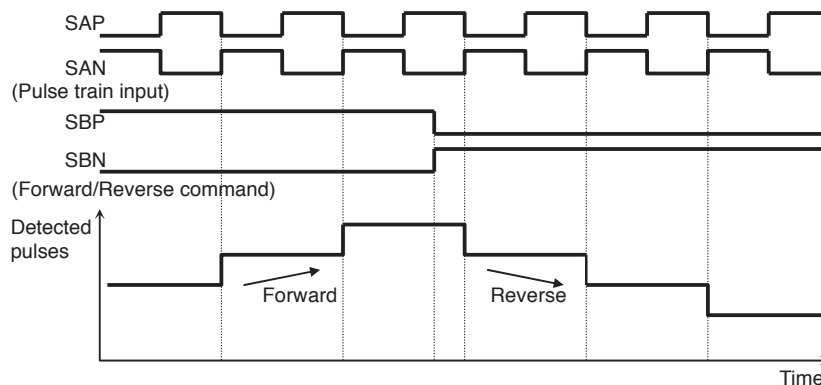 SAP
SAN
(Pulse train input)
SBP
SBN
(Forward/Reverse command)
Detected
pulses
Forward
Reverse
Time